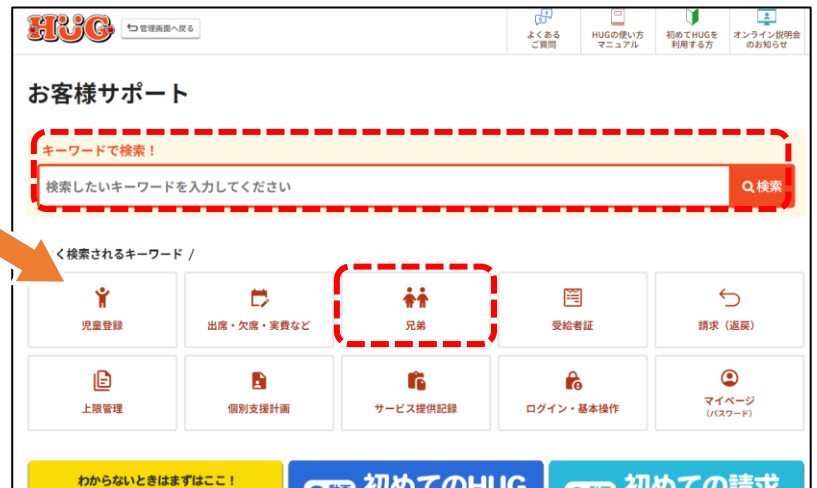 HUG
管理画面へ戻る
よくある
ご質問
HUGの使い方
マニュアル
初めてHUGを
利用する方
オンライン説明会
のお知らせ
お客様サポート
キーワードで検索！
検索したいキーワードを入力してください
検索
く検索されるキーワード /
児童登録
出席・欠席・実費など
兄弟
受給者証
請求（返戻）
上限管理
個別支援計画
サービス提供記録
ログイン・基本操作
マイページ
（パスワード）
わからないときはまずはここ！
初めてのHUG
初めての請求